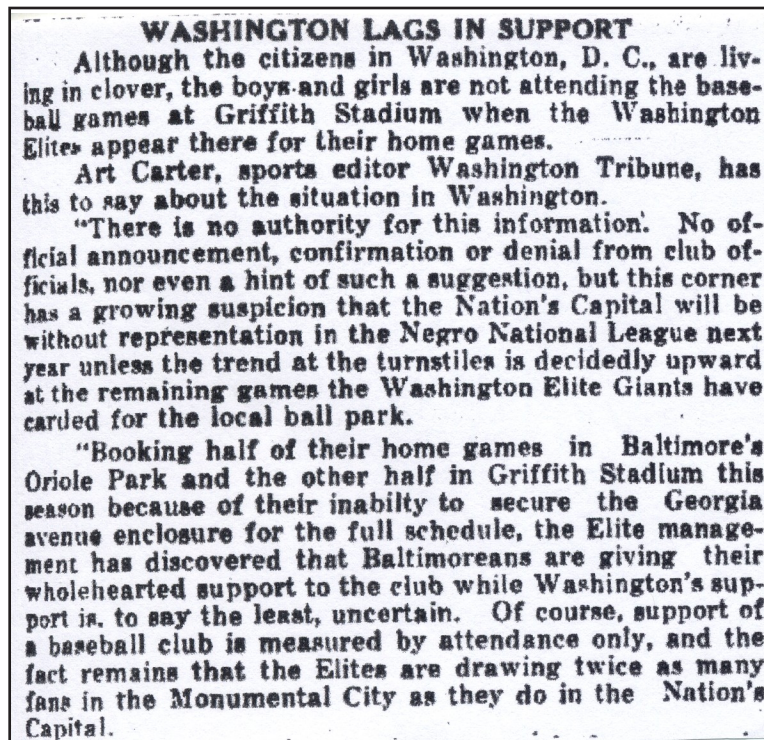 WASHINGTON LAGS IN SUPPORT
Although the citizens in Washington, D. C., are liv-
ing in clover, the boys and girls are not attending the base-
ball games at Griffith Stadium when the Washington
Elites appear there for their home games.
Art Carter, sports editor Washington Tribune, has
this to say about the situation in Washington.
"There is no authority for this information. No of-
ficial announcement, confirmation or denial from club of-
ficials, nor even a hint of such a suggestion, but this corner
has a growing suspicion that the Nation's Capital will be
without representation in the Negro National League next
year unless the trend at the turnstiles is decidedly upward
at the remaining games the Washington Elite Giants have
carded for the local ball park.
"Booking half of their home games in Baltimore's
Oriole Park and the other half in Griffith Stadium this
season because of their inabilty to secure the Georgia
avenue enclosure for the full schedule, the Elite manage-
ment has discovered that Baltimoreans are giving their
wholehearted support to the club while Washington's sup-
port is, to say the least, uncertain. Of course, support of
a baseball club is measured by attendance only, and the
fact remains that the Elites are drawing twice as many
fans in the Monumental City as they do in the Nation's
Capital.